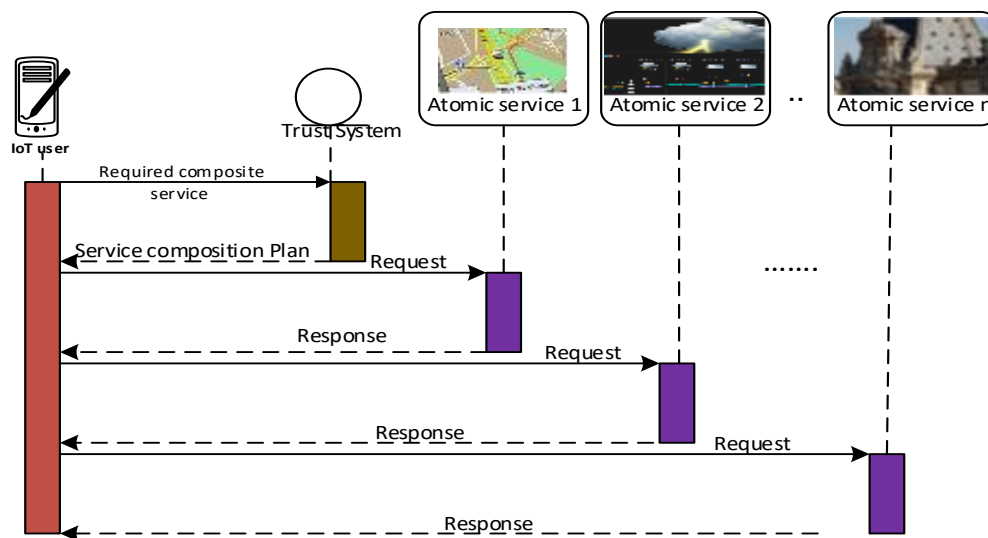 Atomic service 1
Atomic service 2
..
Atomic service n
Trust System
IoT user
Required composite
service
Service composition Plan
Request
.......
Response
Request
Response
Request
Response